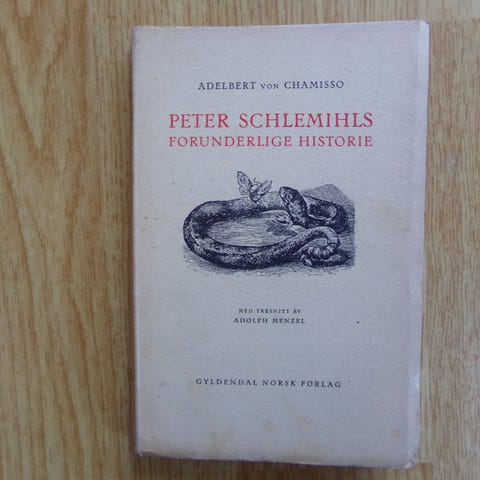 ADELBERT VON CHAMISSO
PETER SCHLEMIHLS
FORUNDERLIGE HISTORIE
MED TRESNITT AV
ADOLPH MENZEL
GYLDENDAL NORSK FORLAG